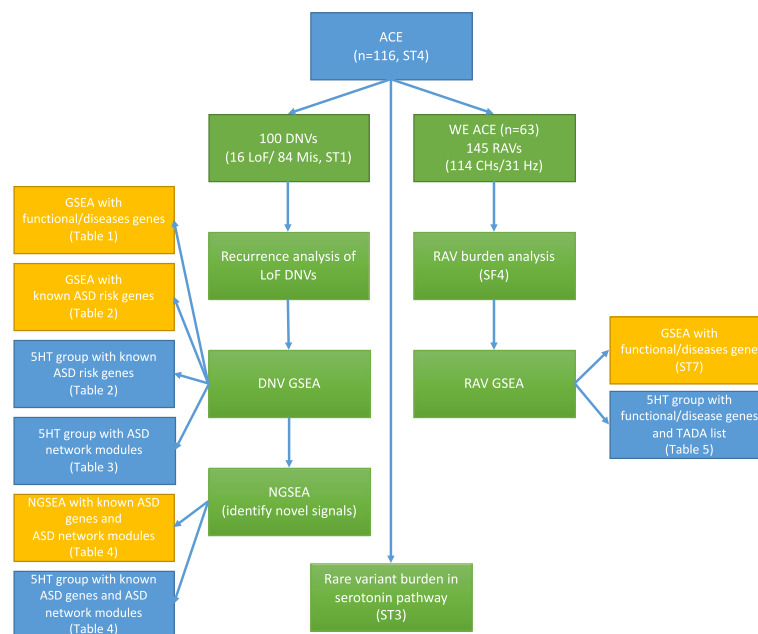 ACE
(n=116, ST4)
100 DNVs
(16 LoF/ 84 Mis, ST1)
WE ACE (n=63)
145 RAVs
(114 CHs/31 Hz)
GSEA with
functional/diseases genes
(Table 1)
Recurrence analysis of
LoF DNVs
RAV burden analysis
(SF4)
GSEA with
known ASD risk genes
(Table 2)
5HT group with known
ASD risk genes
(Table 2)
DNV GSEA
RAV GSEA
GSEA with
functional/diseases gene
(ST7)
5HT group with
functional/disease genes
and TADA list
(Table 5)
5HT group with ASD
network modules
(Table 3)
NGSEA
(identify novel signals)
NGSEA with known ASD
genes and
ASD network modules
(Table 4)
5HT group with known
ASD genes and ASD
network modules
(Table 4)
Rare variant burden in
serotonin pathway
(ST3)